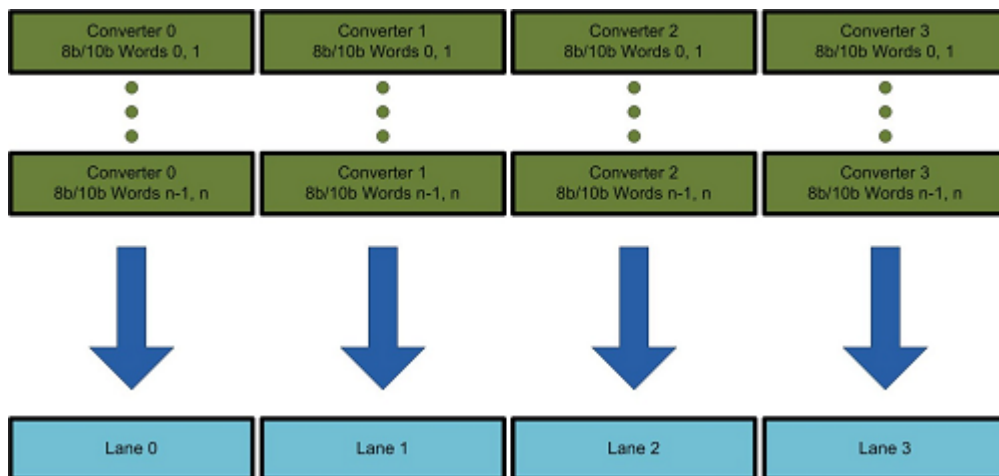 Converter 0
8b/10b Words 0, 1
Converter 1
8b/10b Words 0, 1
Converter 2
8b/10b Words 0, 1
Converter 3
8b/10b Words 0, 1
Converter 0
8b/10b Words n-1, n
Converter 1
8b/10b Words n-1, n
Converter 2
8b/10b Words n-1, n
Converter 3
8b/10b Words n-1, n
Lane 0
Lane 1
Lane 2
Lane 3